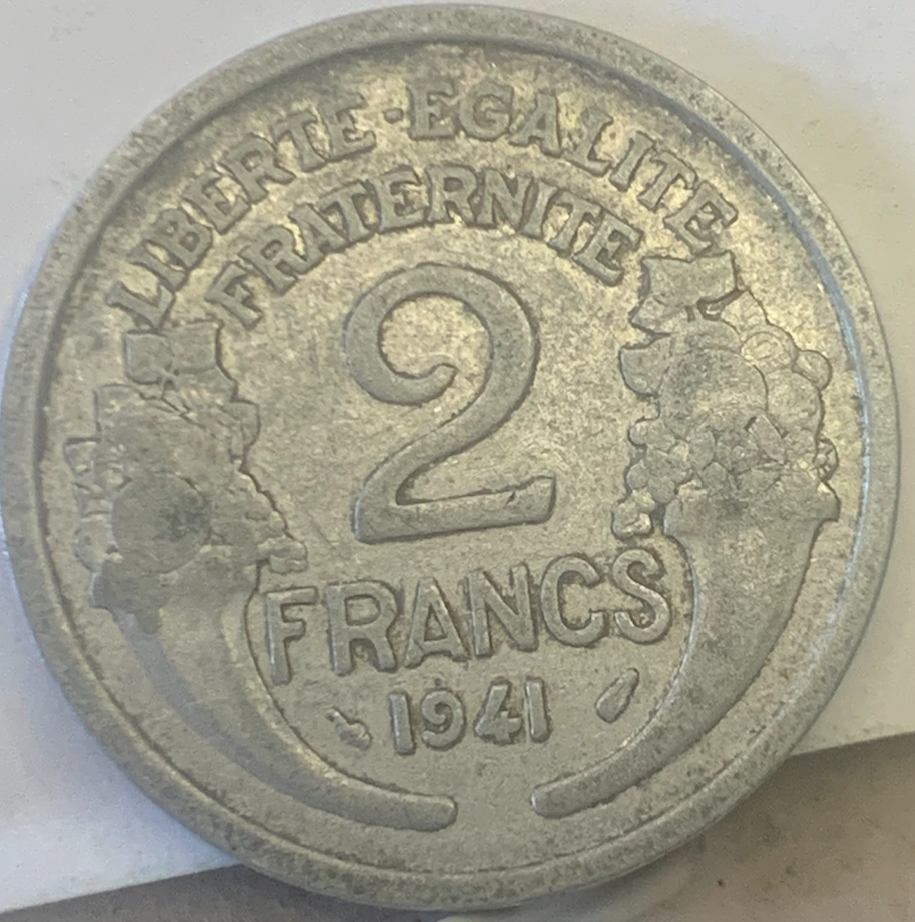 LIBERTE-EGALITE
FRATERNITE
2
FRANCS
1941